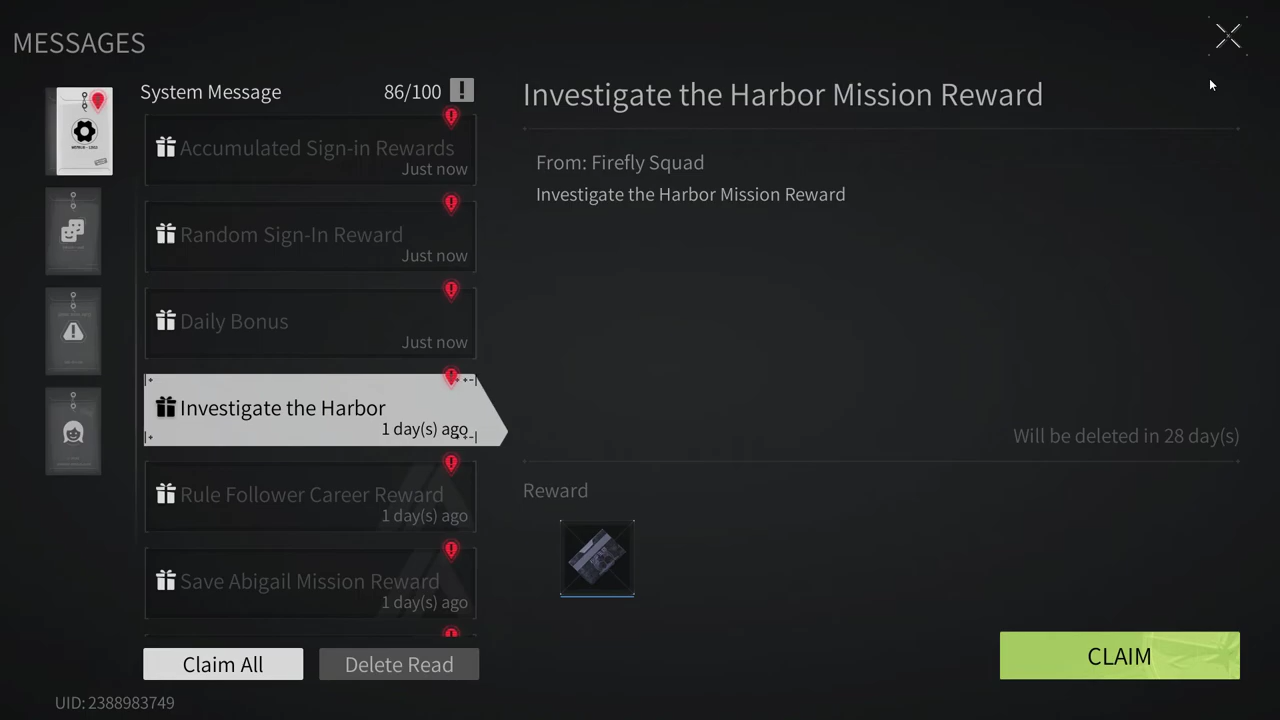 MESSAGES
System Message
86/100
Accumulated Sign-in Rewards
Just now
Random Sign-In Reward
Just now
Daily Bonus
Just now
Investigate the Harbor
1 day(s) ago
Rule Follower Career Reward
1 day(s) ago
Save Abigail Mission Reward
1 day(s) ago
Claim All
Delete Read
UID: 2388983749
Investigate the Harbor Mission Reward
From: Firefly Squad
Investigate the Harbor Mission Reward
Will be deleted in 28 day(s)
Reward
CLAIM